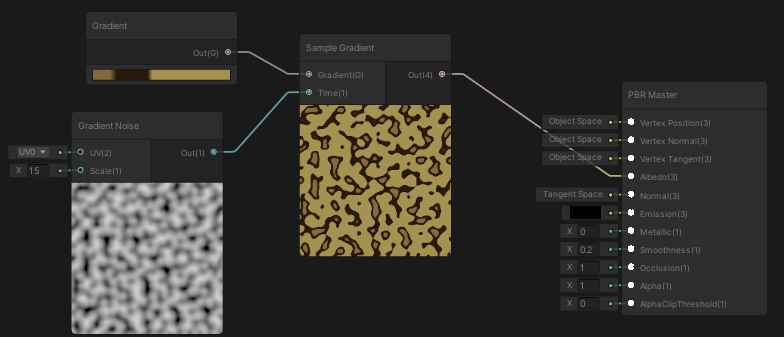 Gradient
Out(G)
Gradient Noise
UV0
UV(2)
Out(1)
X 15
Scale(1)
Sample Gradient
Gradient(G)
Out(4)
Time(1)
PBR Master
Object Space
Vertex Position(3)
Object Space
Vertex Normal(3)
Object Space
Vertex Tangent(3)
Albedo(3)
Tangent Space
Normal(3)
Emission(3)
X 0
Metallic(1)
X 0.2
Smoothness(1)
X 1
Occlusion(1)
X 1
Alpha(1)
X 0
AlphaClipThreshold(1)